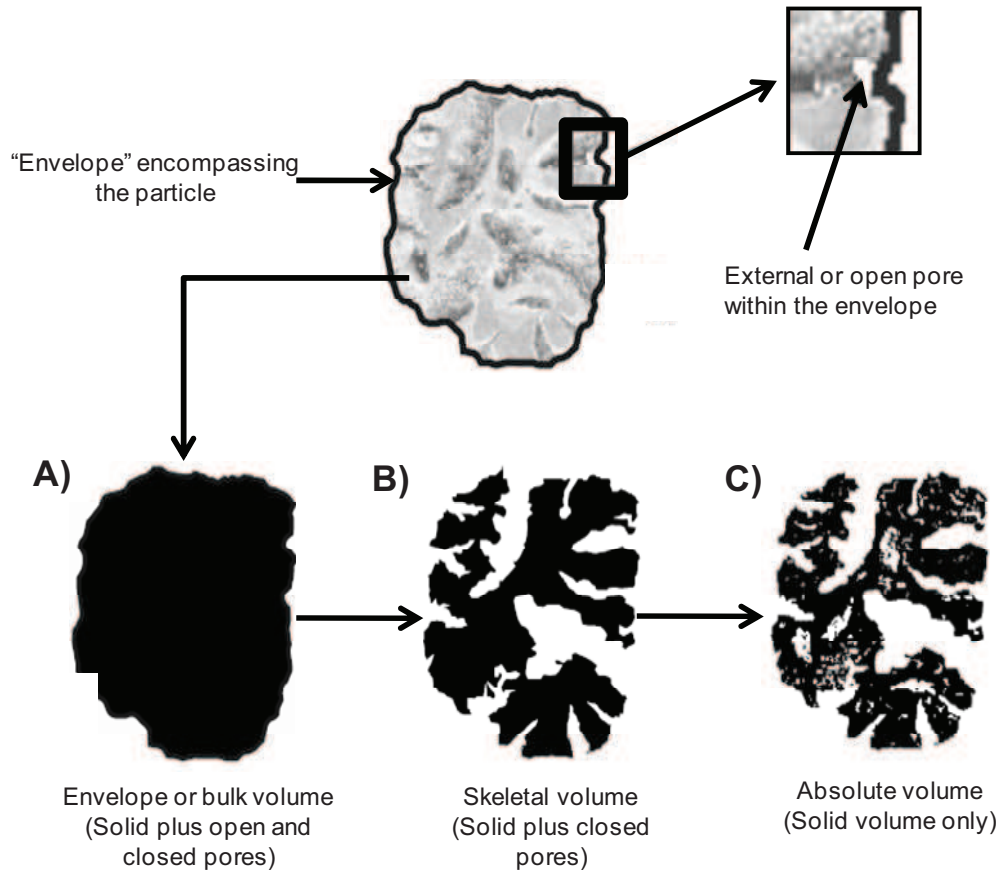 “Envelope” encompassing
the particle
External or open pore
within the envelope
A)
B)
C)
Envelope or bulk volume
(Solid plus open and
closed pores)
Skeletal volume
(Solid plus closed
pores)
Absolute volume
(Solid volume only)